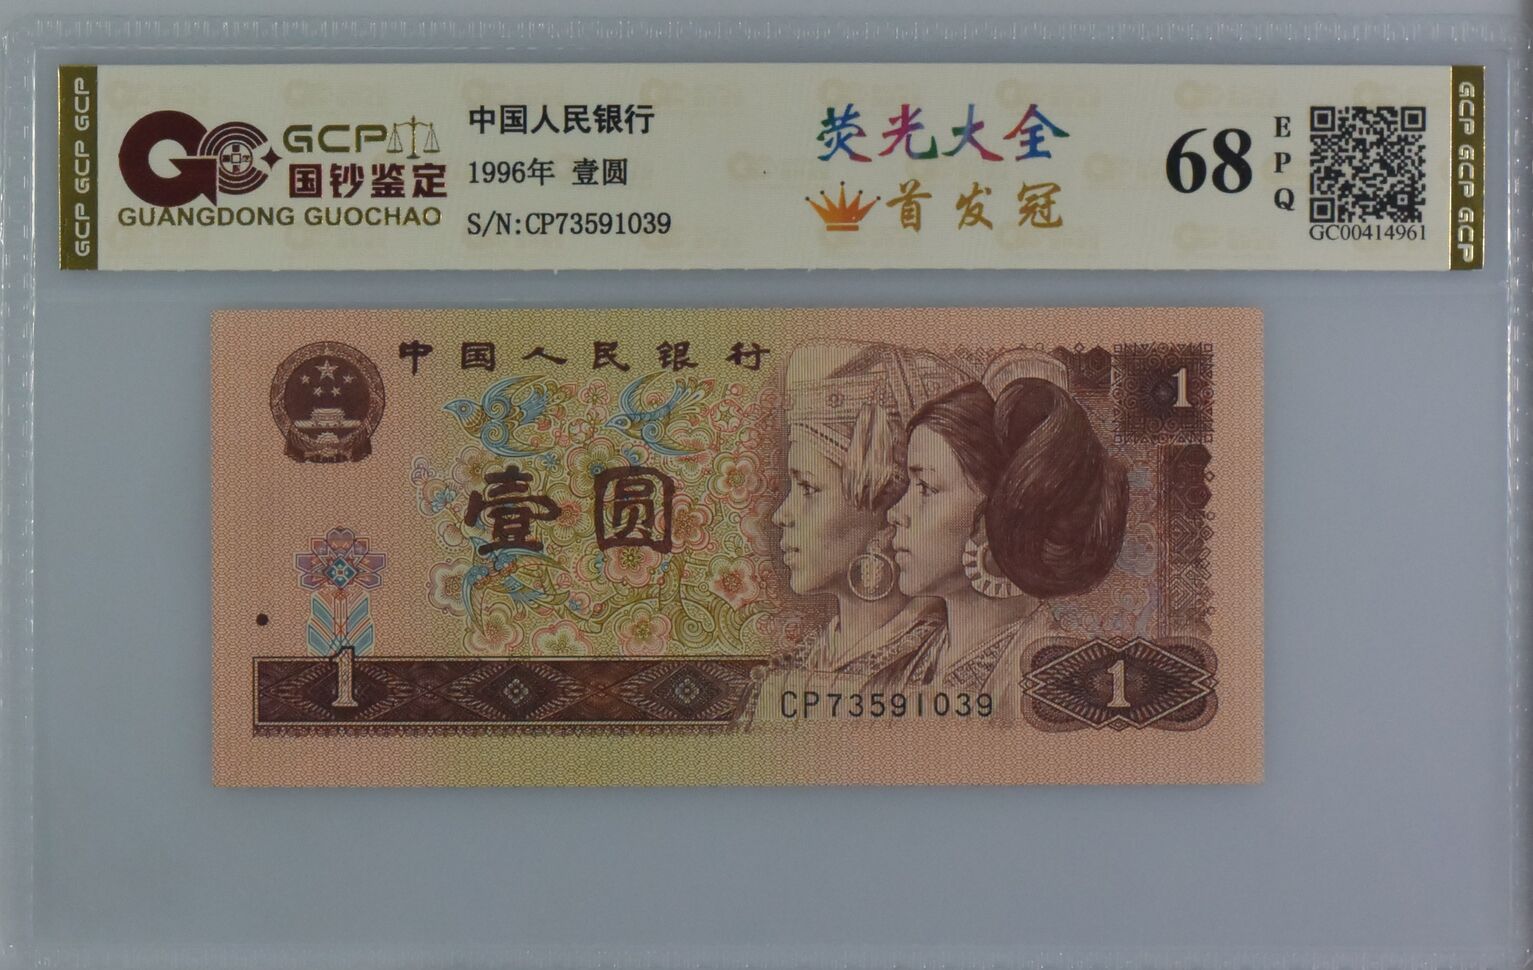 GCP GCP GCP
GCP
国钞鉴定
GUANGDONG GUOCHAO
中国人民银行
1996年 壹圆
S/N:CP73591039
荧光大全
首发冠
68
EPQ
GC00414961
GCP GCP GCP
中国人民银行
1
壹圆
1
CP73591039
1